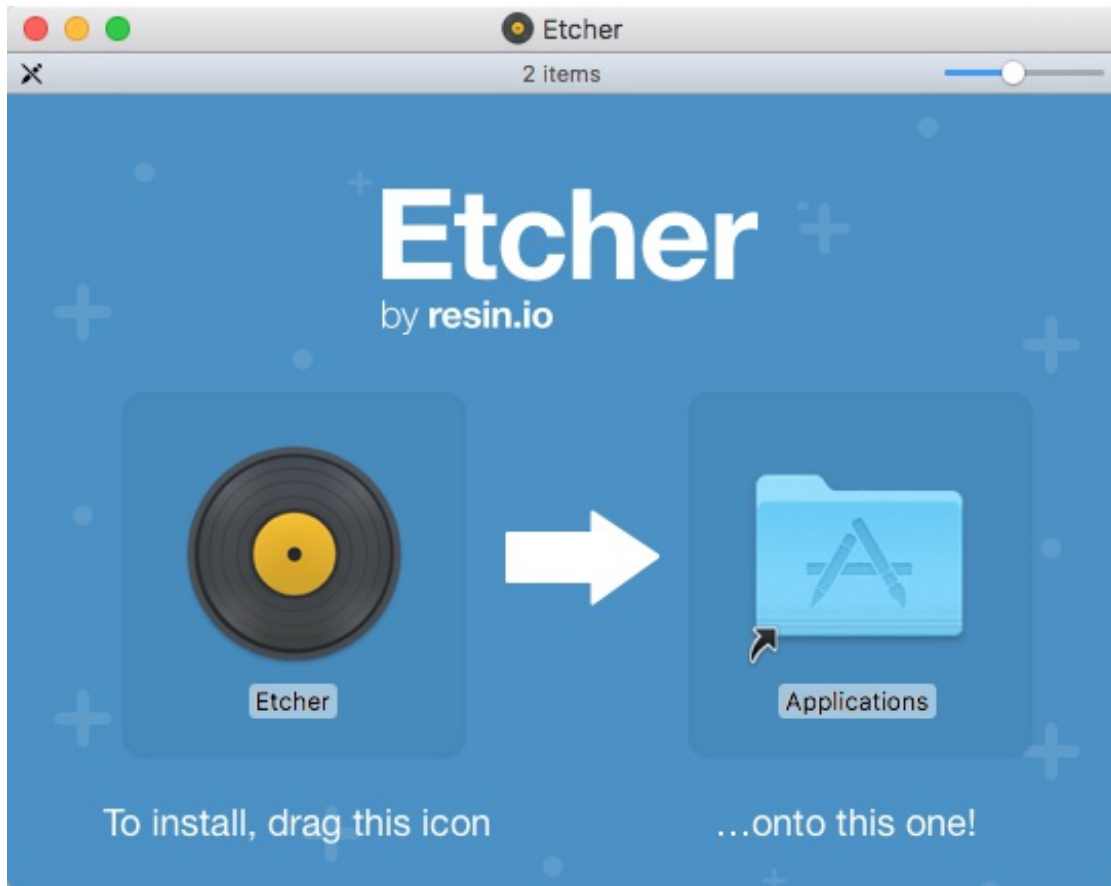 Etcher
2 items
Etcher
by resin.io
Etcher
Applications
To install, drag this icon
...onto this one!